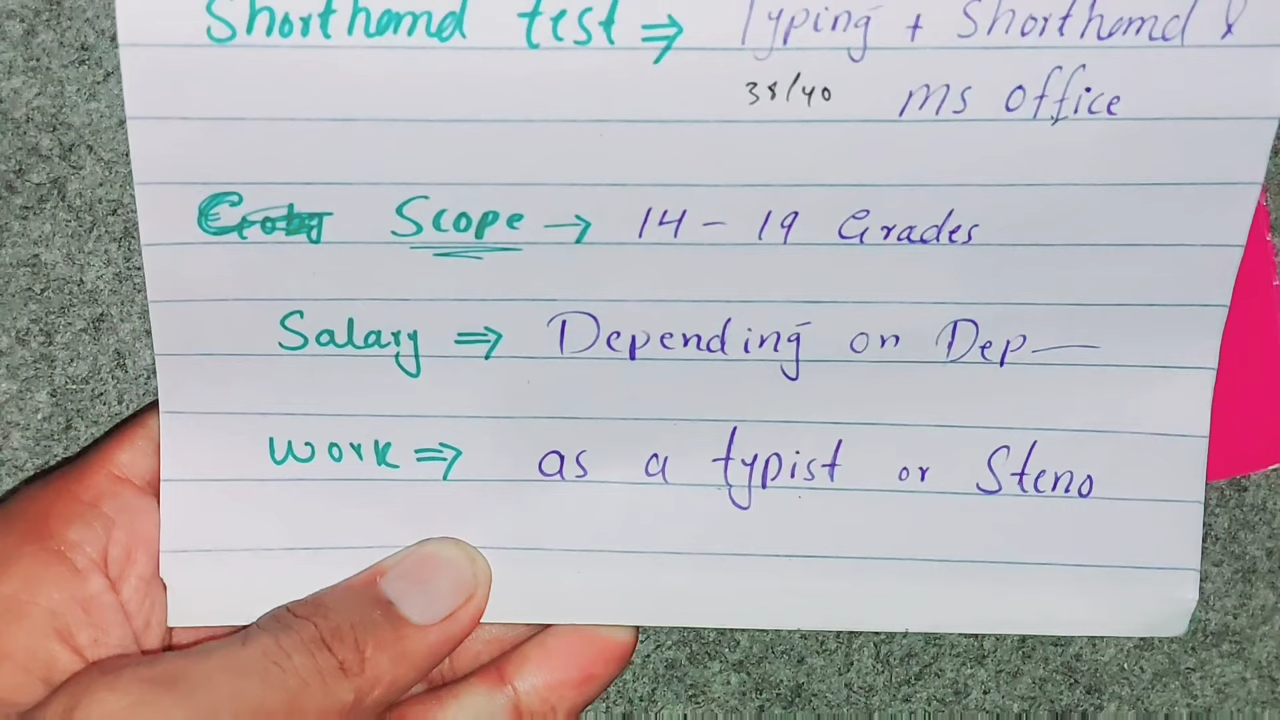 Shorthand test ⇒ Typing + Shorthand &
38/40 ms office
Scope → 14 - 19 Grades
Salary ⇒ Depending on Dep—
work ⇒ as a typist or Steno